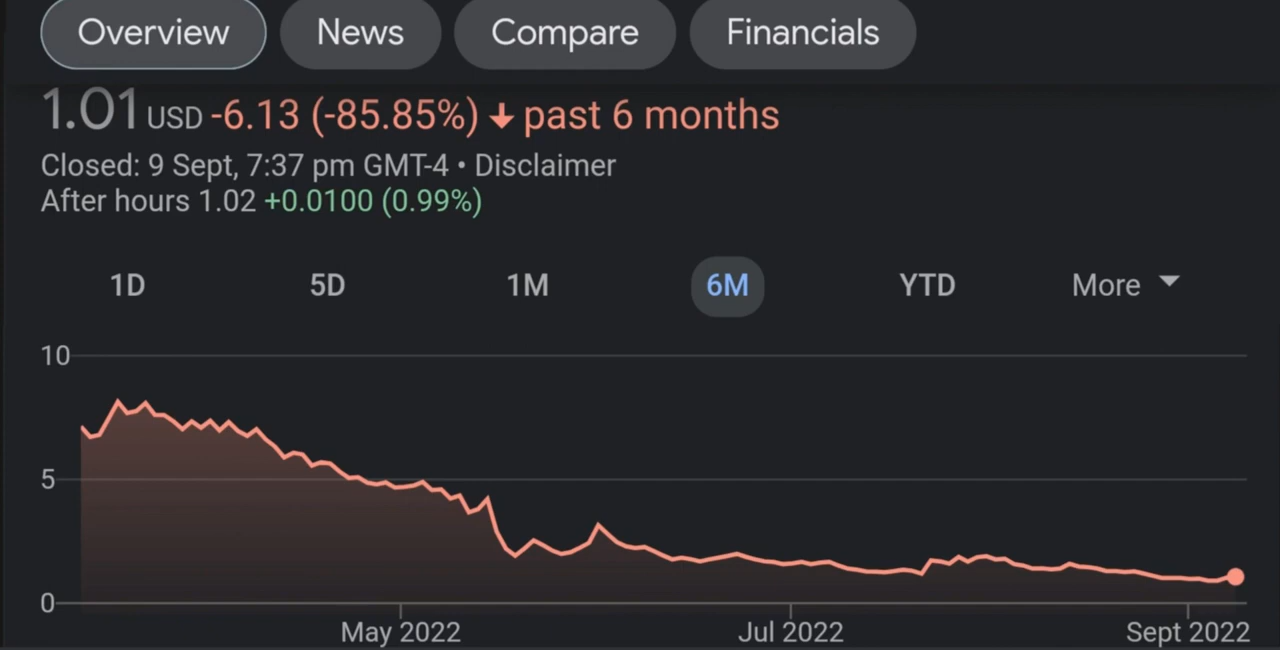 Overview News Compare Financials
1.01 USD -6.13 (-85.85%) ↓ past 6 months
Closed: 9 Sept, 7:37 pm GMT-4 • Disclaimer
After hours 1.02 +0.0100 (0.99%)
1D 5D 1M 6M YTD More
10
5
0
May 2022 Jul 2022 Sept 2022